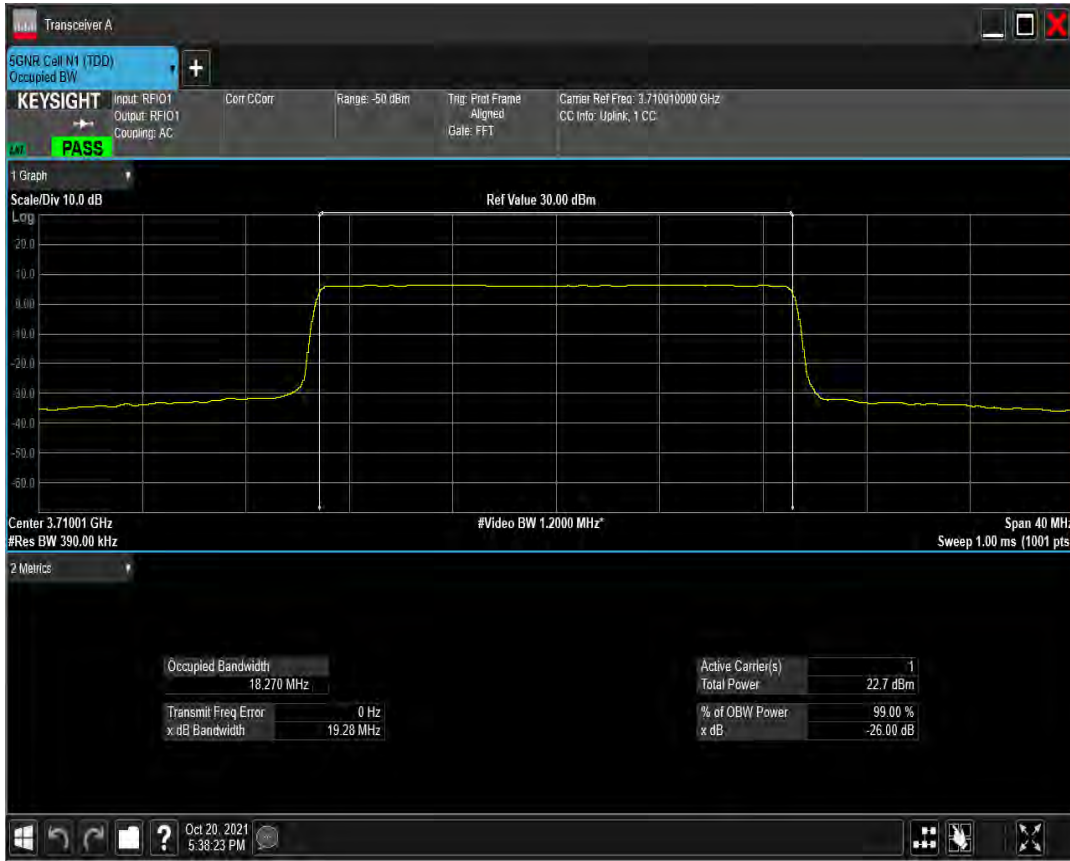 Transceiver A
5GNR Cell N1 (TDD)
Occupied BW
KEYSIGHT
Input: RFIO1
Output: RFIO1
Coupling: AC
Corr CCorr
Range: -50 dBm
Trig: Prot Frame
Aligned
Gate: FFT
Carrier Ref Freq: 3.710010000 GHz
CC Info: Uplink, 1 CC
PASS
1 Graph
Scale/Div 10.0 dB
Ref Value 30.00 dBm
Log
20.0
10.0
0.00
-10.0
-20.0
-30.0
-40.0
-50.0
-60.0
Center 3.71001 GHz
#Video BW 1.2000 MHz*
Span 40 MHz
#Res BW 390.00 kHz
Sweep 1.00 ms (1001 pts
2 Metrics
Occupied Bandwidth
18.270 MHz
Transmit Freq Error 0 Hz
x dB Bandwidth 19.28 MHz
Active Carrier(s) 1
Total Power 22.7 dBm
% of OBW Power 99.00 %
x dB -26.00 dB
Oct 20, 2021
5:38:23 PM